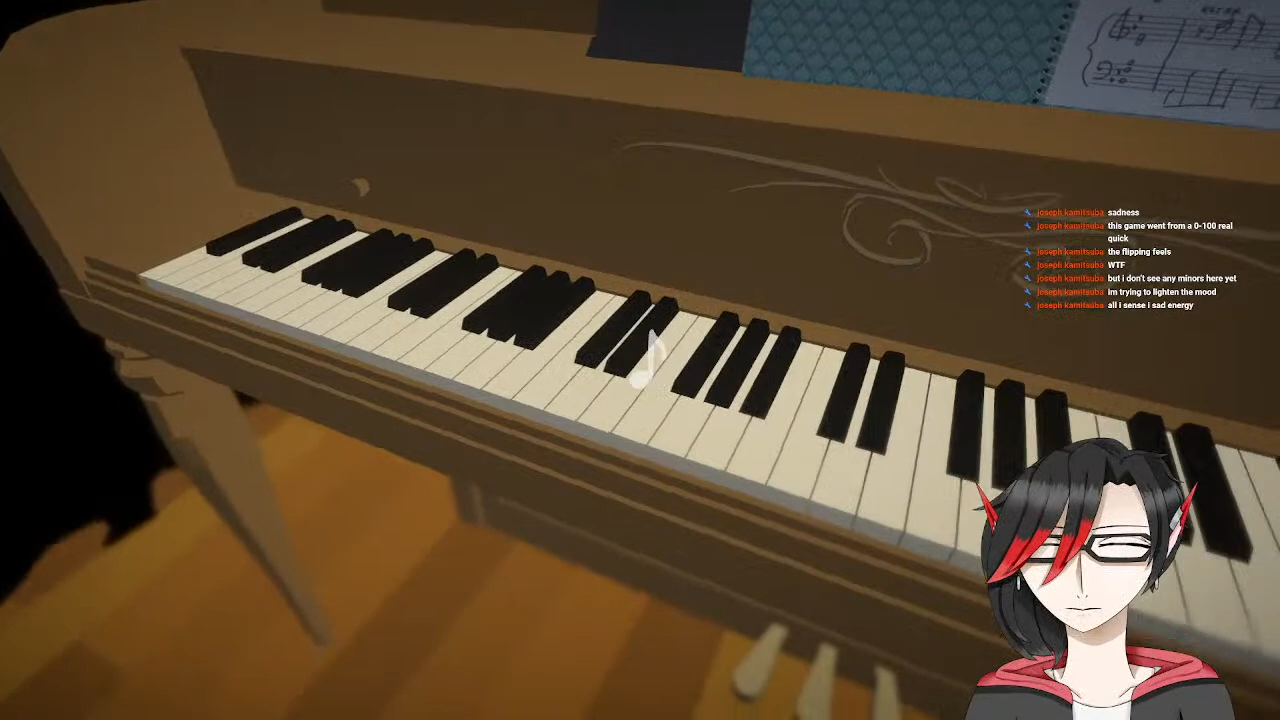 joseph kamitsuba sadness
joseph kamitsuba this game went from a 0-100 real
quick
joseph kamitsuba the flipping feels
joseph kamitsuba WTF
joseph kamitsuba but i don't see any minors here yet
joseph kamitsuba im trying to lighten the mood
joseph kamitsuba all i sense i sad energy